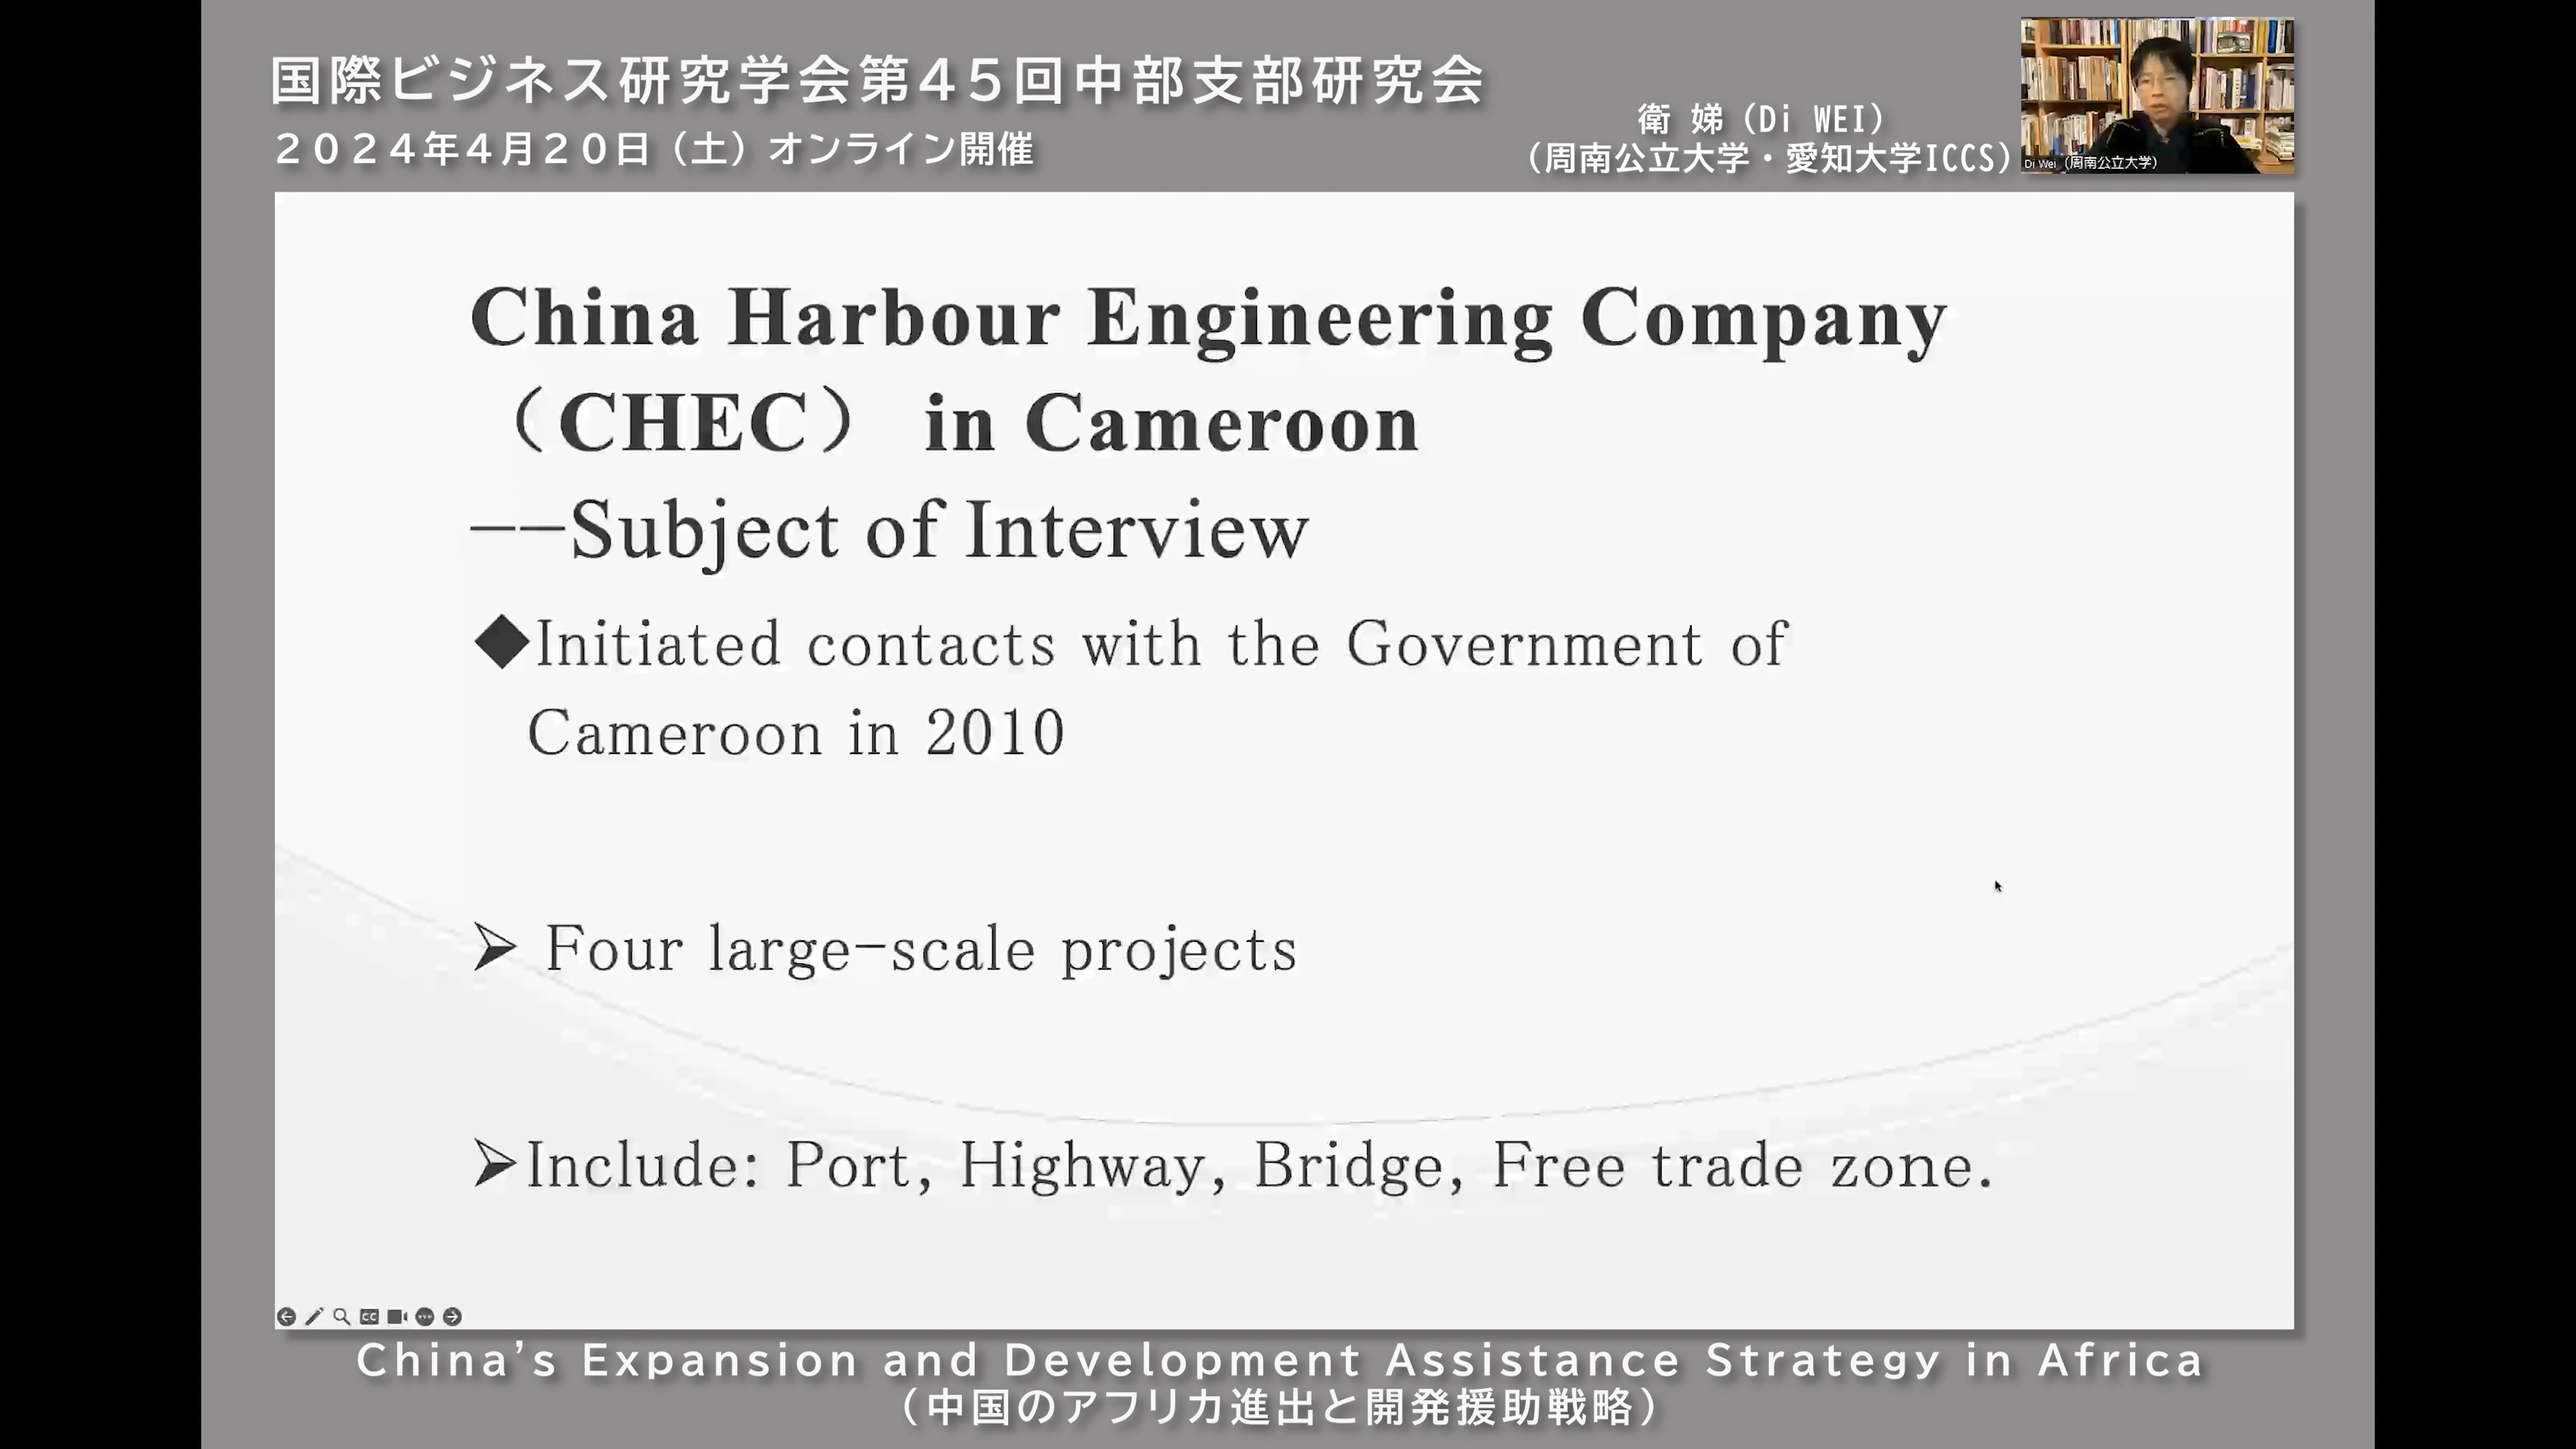 国際ビジネス研究学会第45回中部支部研究会
2024年4月20日（土）オンライン開催
衛 娣（Di WEI）
（周南公立大学・愛知大学ICCS）
Di Wei（周南公立大学）
China Harbour Engineering Company
（CHEC） in Cameroon
——Subject of Interview
◆Initiated contacts with the Government of
Cameroon in 2010
➢ Four large-scale projects
➢Include: Port, Highway, Bridge, Free trade zone.
CC
China's Expansion and Development Assistance Strategy in Africa
（中国のアフリカ進出と開発援助戦略）